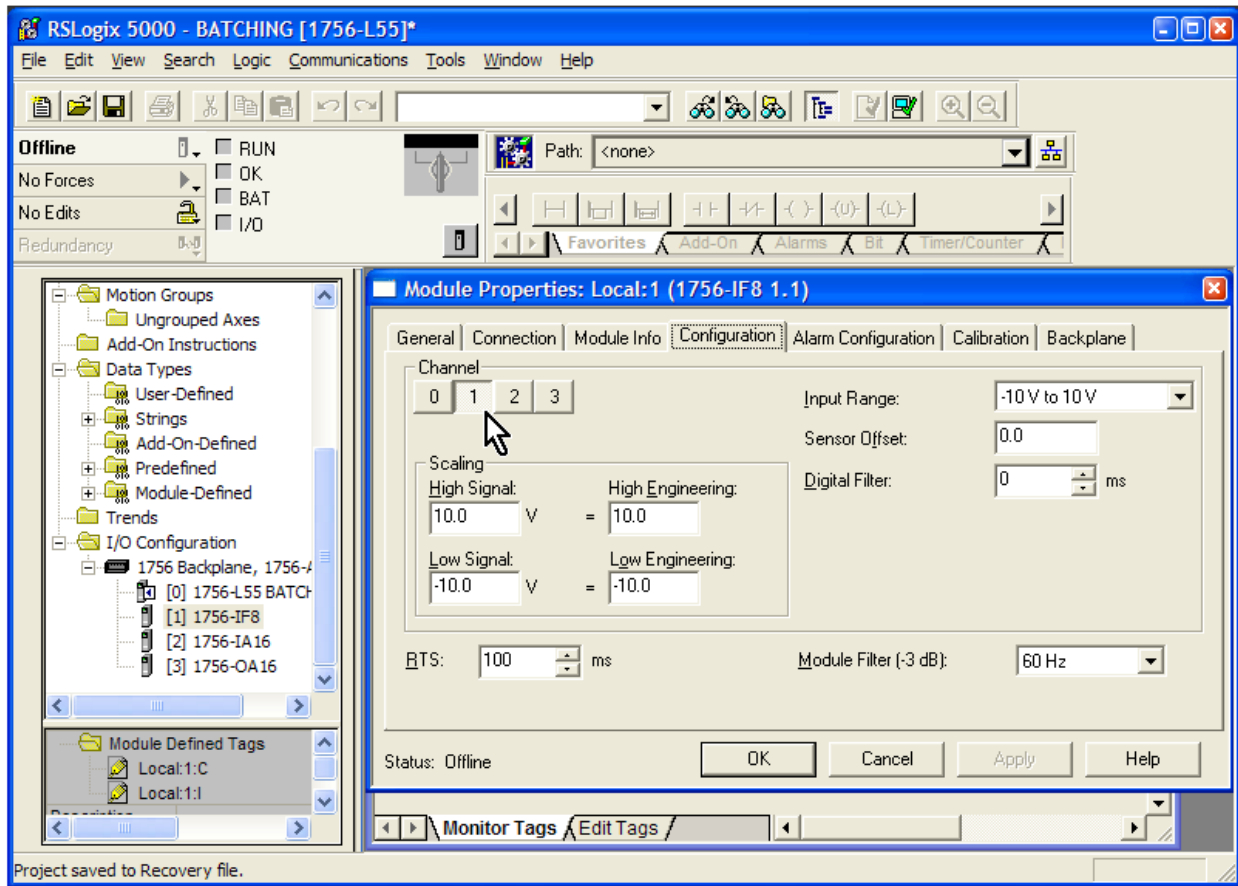 RSLogix 5000 - BATCHING [1756-L55]*
File Edit View Search Logic Communications Tools Window Help
Offline
RUN
No Forces
OK
No Edits
BAT
Redundancy
I/O
Path: <none>
Favorites Add-On Alarms Bit Timer/Counter
Motion Groups
Ungrouped Axes
Add-On Instructions
Data Types
User-Defined
Strings
Add-On-Defined
Predefined
Module-Defined
Trends
I/O Configuration
1756 Backplane, 1756-A
[0] 1756-L55 BATCH
[1] 1756-IF8
[2] 1756-IA16
[3] 1756-OA16
Module Defined Tags
Local:1:C
Local:1:I
Module Properties: Local:1 (1756-IF8 1.1)
General Connection Module Info Configuration Alarm Configuration Calibration Backplane
Channel
0 1 2 3
Input Range: -10 V to 10 V
Sensor Offset: 0.0
Digital Filter: 0 ms
Scaling
High Signal: High Engineering:
10.0 V = 10.0
Low Signal: Low Engineering:
-10.0 V = -10.0
RTS: 100 ms Module Filter (-3 dB): 60 Hz
Status: Offline OK Cancel Apply Help
Monitor Tags Edit Tags
Project saved to Recovery file.